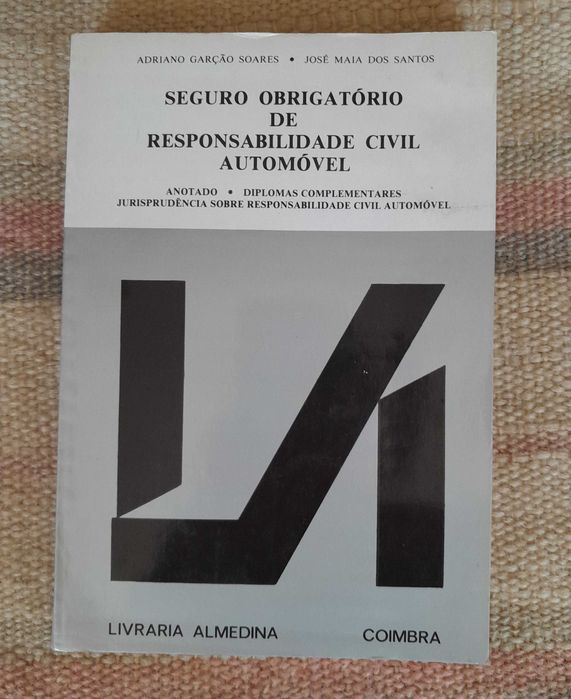 ADRIANO GARÇÃO SOARES • JOSÉ MAIA DOS SANTOS
SEGURO OBRIGATÓRIO
DE
RESPONSABILIDADE CIVIL
AUTOMÓVEL
ANOTADO • DIPLOMAS COMPLEMENTARES
JURISPRUDÊNCIA SOBRE RESPONSABILIDADE CIVIL AUTOMÓVEL
LIVRARIA ALMEDINA COIMBRA